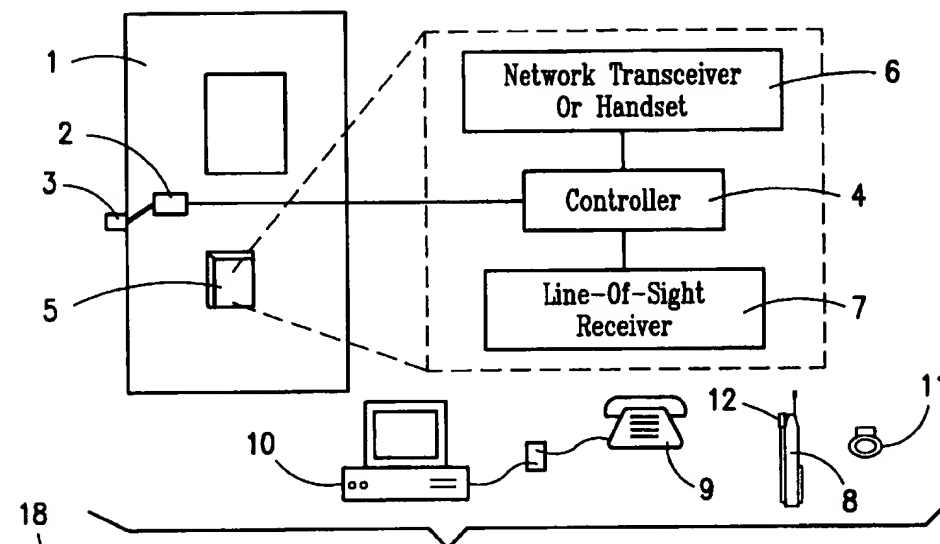 1
Network Transceiver
Or Handset
6
2
3
Controller
4
5
Line-Of-Sight
Receiver
7
10
9
12
8
11
18